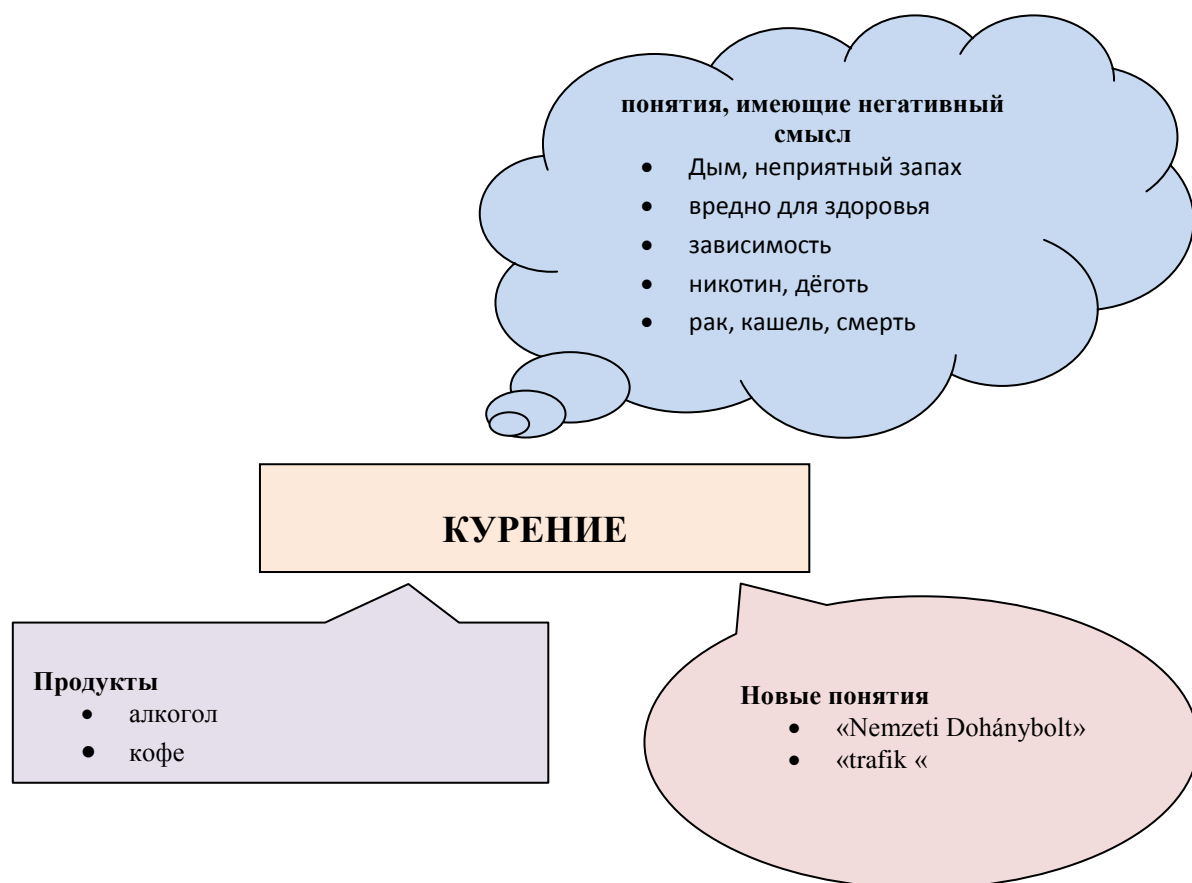 понятия, имеющие негативный
смысл
• Дым, неприятный запах
• вредно для здоровья
• зависимость
• никотин, дёготь
• рак, кашель, смерть
КУРЕНИЕ
Продукты
• алкогол
• кофе
Новые понятия
• «Nemzeti Dohánybolt»
• «trafik «